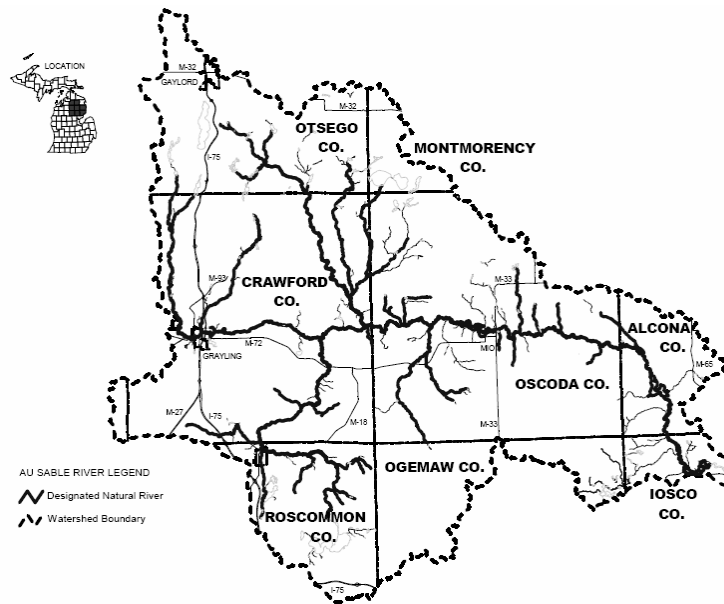 LOCATION
M-32
GAYLORD
M-32
OTSEGO
CO.
MONTMORENCY
CO.
I-75
M-93
CRAWFORD
CO.
M-33
ALCONA
CO.
GRAYLING
M-72
MIO
M-65
OSCODA CO.
M-27
I-75
M-18
M-33
AU SABLE RIVER LEGEND
Designated Natural River
Watershed Boundary
OGEMAW CO.
IOSCO
CO.
ROSCOMMON
CO.
I-75